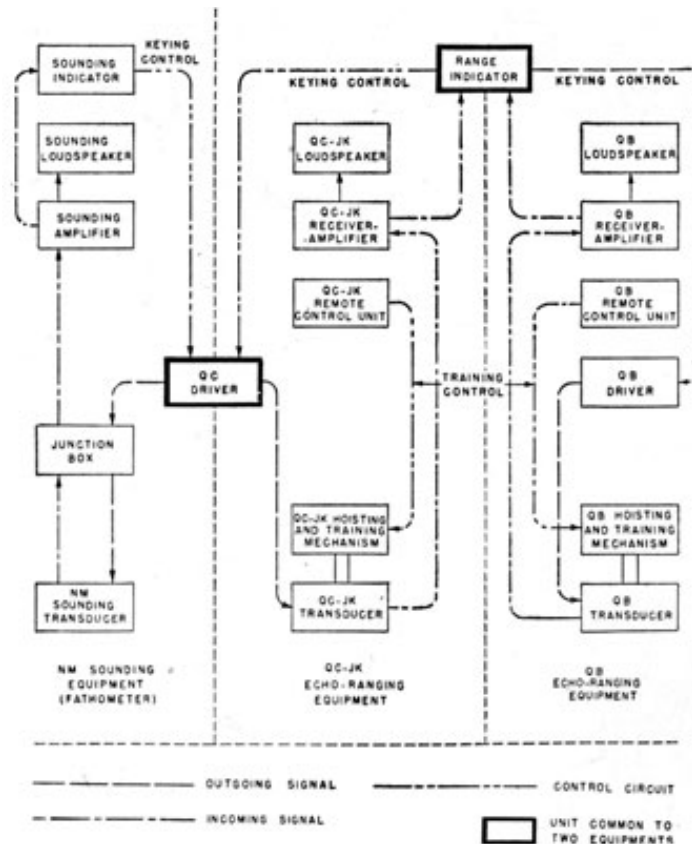 SOUNDING
INDICATOR
KEYING
CONTROL
RANGE
INDICATOR
KEYING CONTROL
KEYING
CONTROL
SOUNDING
LOUDSPEAKER
QC-JK
LOUDSPEAKER
QB
LOUDSPEAKER
SOUNDING
AMPLIFIER
QC-JK
RECEIVER-
AMPLIFIER
QB
RECEIVER-
AMPLIFIER
QC-JK
REMOTE
CONTROL UNIT
QB
REMOTE
CONTROL UNIT
QC
DRIVER
TRAINING
CONTROL
QB
DRIVER
JUNCTION
BOX
QC-JK HOISTING
AND TRAINING
MECHANISM
QB HOISTING
AND TRAINING
MECHANISM
NM
SOUNDING
TRANSDUCER
QC-JK
TRANSDUCER
QB
TRANSDUCER
NM SOUNDING
EQUIPMENT
(FATHOMETER)
QC-JK
ECHO-RANGING
EQUIPMENT
QB
ECHO-RANGING
EQUIPMENT
OUTGOING SIGNAL
CONTROL CIRCUIT
INCOMING SIGNAL
UNIT COMMON TO
TWO EQUIPMENTS